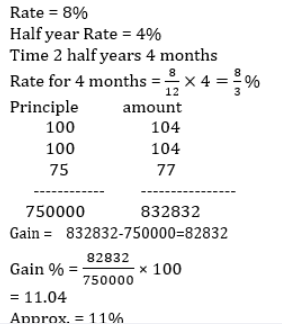 Rate = 8%
Half year Rate = 4%
Time 2 half years 4 months
Rate for 4 months = 8/12 × 4 = 8/3 %
Principle amount
100 104
100 104
75 77
------------ ----------------
750000 832832
Gain = 832832-750000=82832
Gain % = 82832/750000 × 100
= 11.04
Approx. = 11%